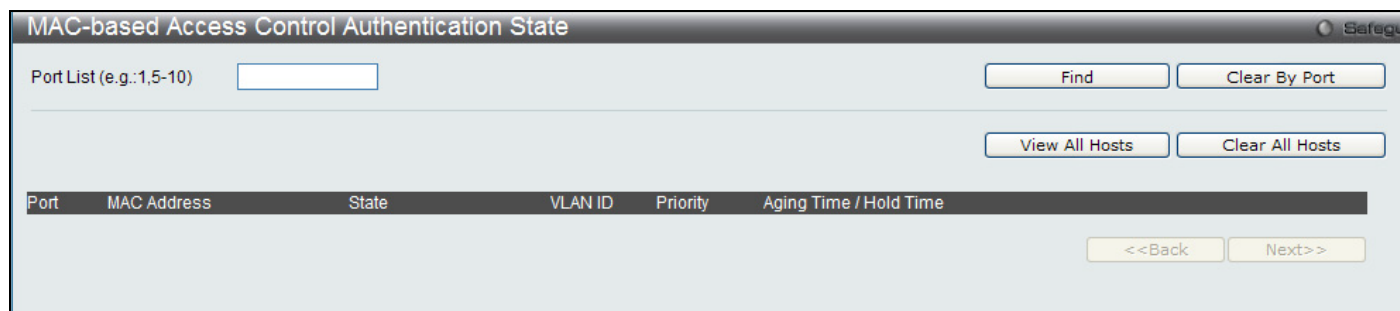 MAC-based Access Control Authentication State
Port List (e.g.:1,5-10) Find Clear By Port
View All Hosts Clear All Hosts
Port MAC Address State VLAN ID Priority Aging Time / Hold Time
<<Back Next>>